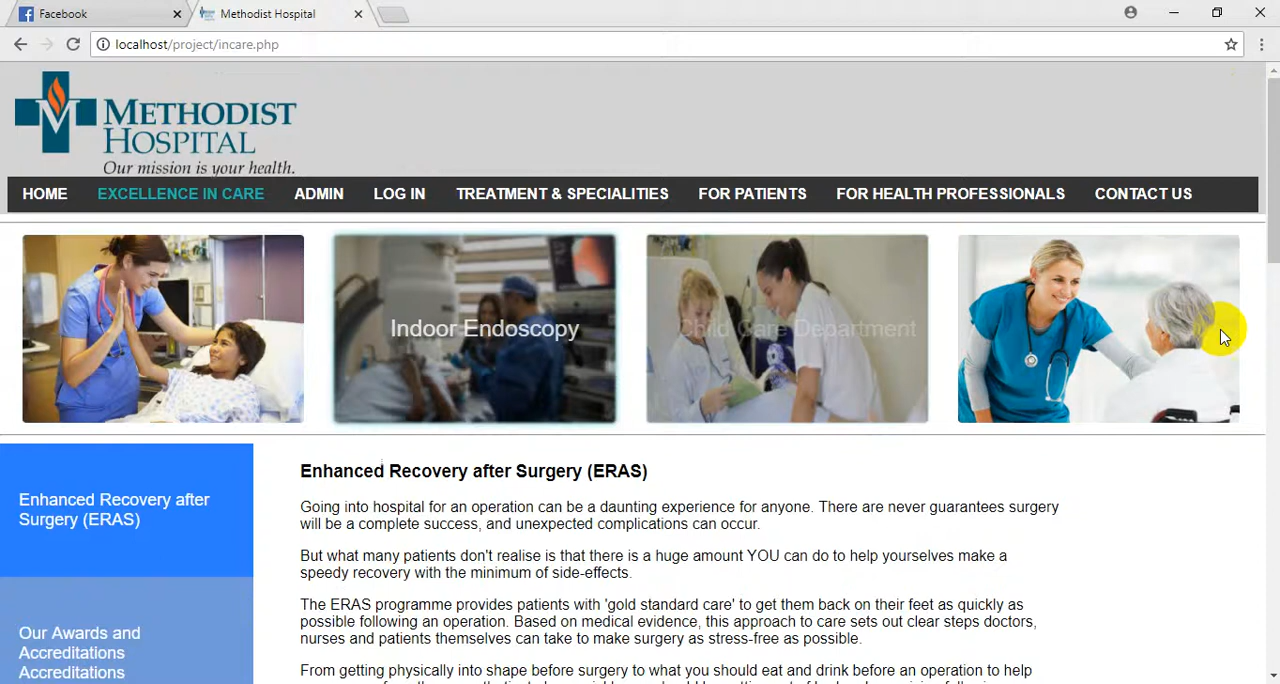 Facebook
Methodist Hospital
localhost/project/incare.php
METHODIST
HOSPITAL
Our mission is your health.
HOME EXCELLENCE IN CARE ADMIN LOG IN TREATMENT & SPECIALITIES FOR PATIENTS FOR HEALTH PROFESSIONALS CONTACT US
Indoor Endoscopy
Child Care Department
Enhanced Recovery after
Surgery (ERAS)
Our Awards and
Accreditations
Accreditations
Enhanced Recovery after Surgery (ERAS)
Going into hospital for an operation can be a daunting experience for anyone. There are never guarantees surgery
will be a complete success, and unexpected complications can occur.
But what many patients don't realise is that there is a huge amount YOU can do to help yourselves make a
speedy recovery with the minimum of side-effects.
The ERAS programme provides patients with 'gold standard care' to get them back on their feet as quickly as
possible following an operation. Based on medical evidence, this approach to care sets out clear steps doctors,
nurses and patients themselves can take to make surgery as stress-free as possible.
From getting physically into shape before surgery to what you should eat and drink before an operation to help